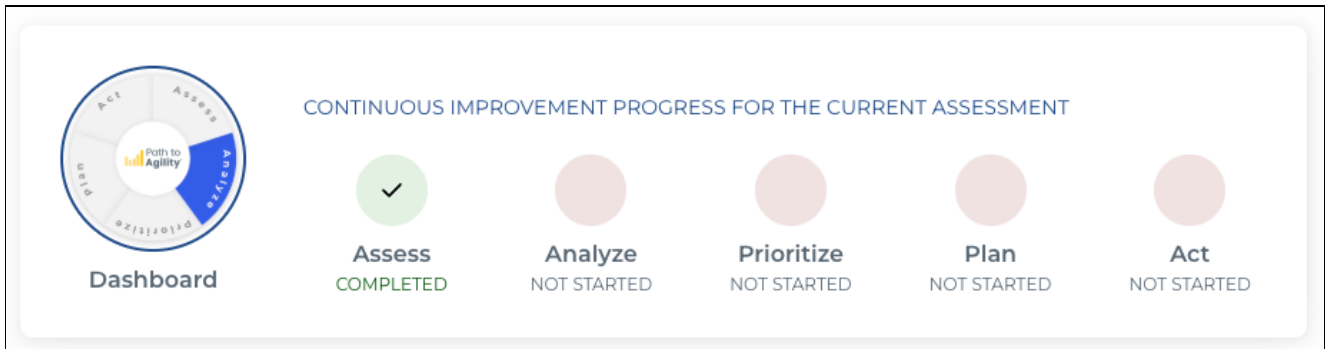 Act
Assess
Analyze
Prioritize
Plan
Path to
Agility
Dashboard
CONTINUOUS IMPROVEMENT PROGRESS FOR THE CURRENT ASSESSMENT
Assess
COMPLETED
Analyze
NOT STARTED
Prioritize
NOT STARTED
Plan
NOT STARTED
Act
NOT STARTED